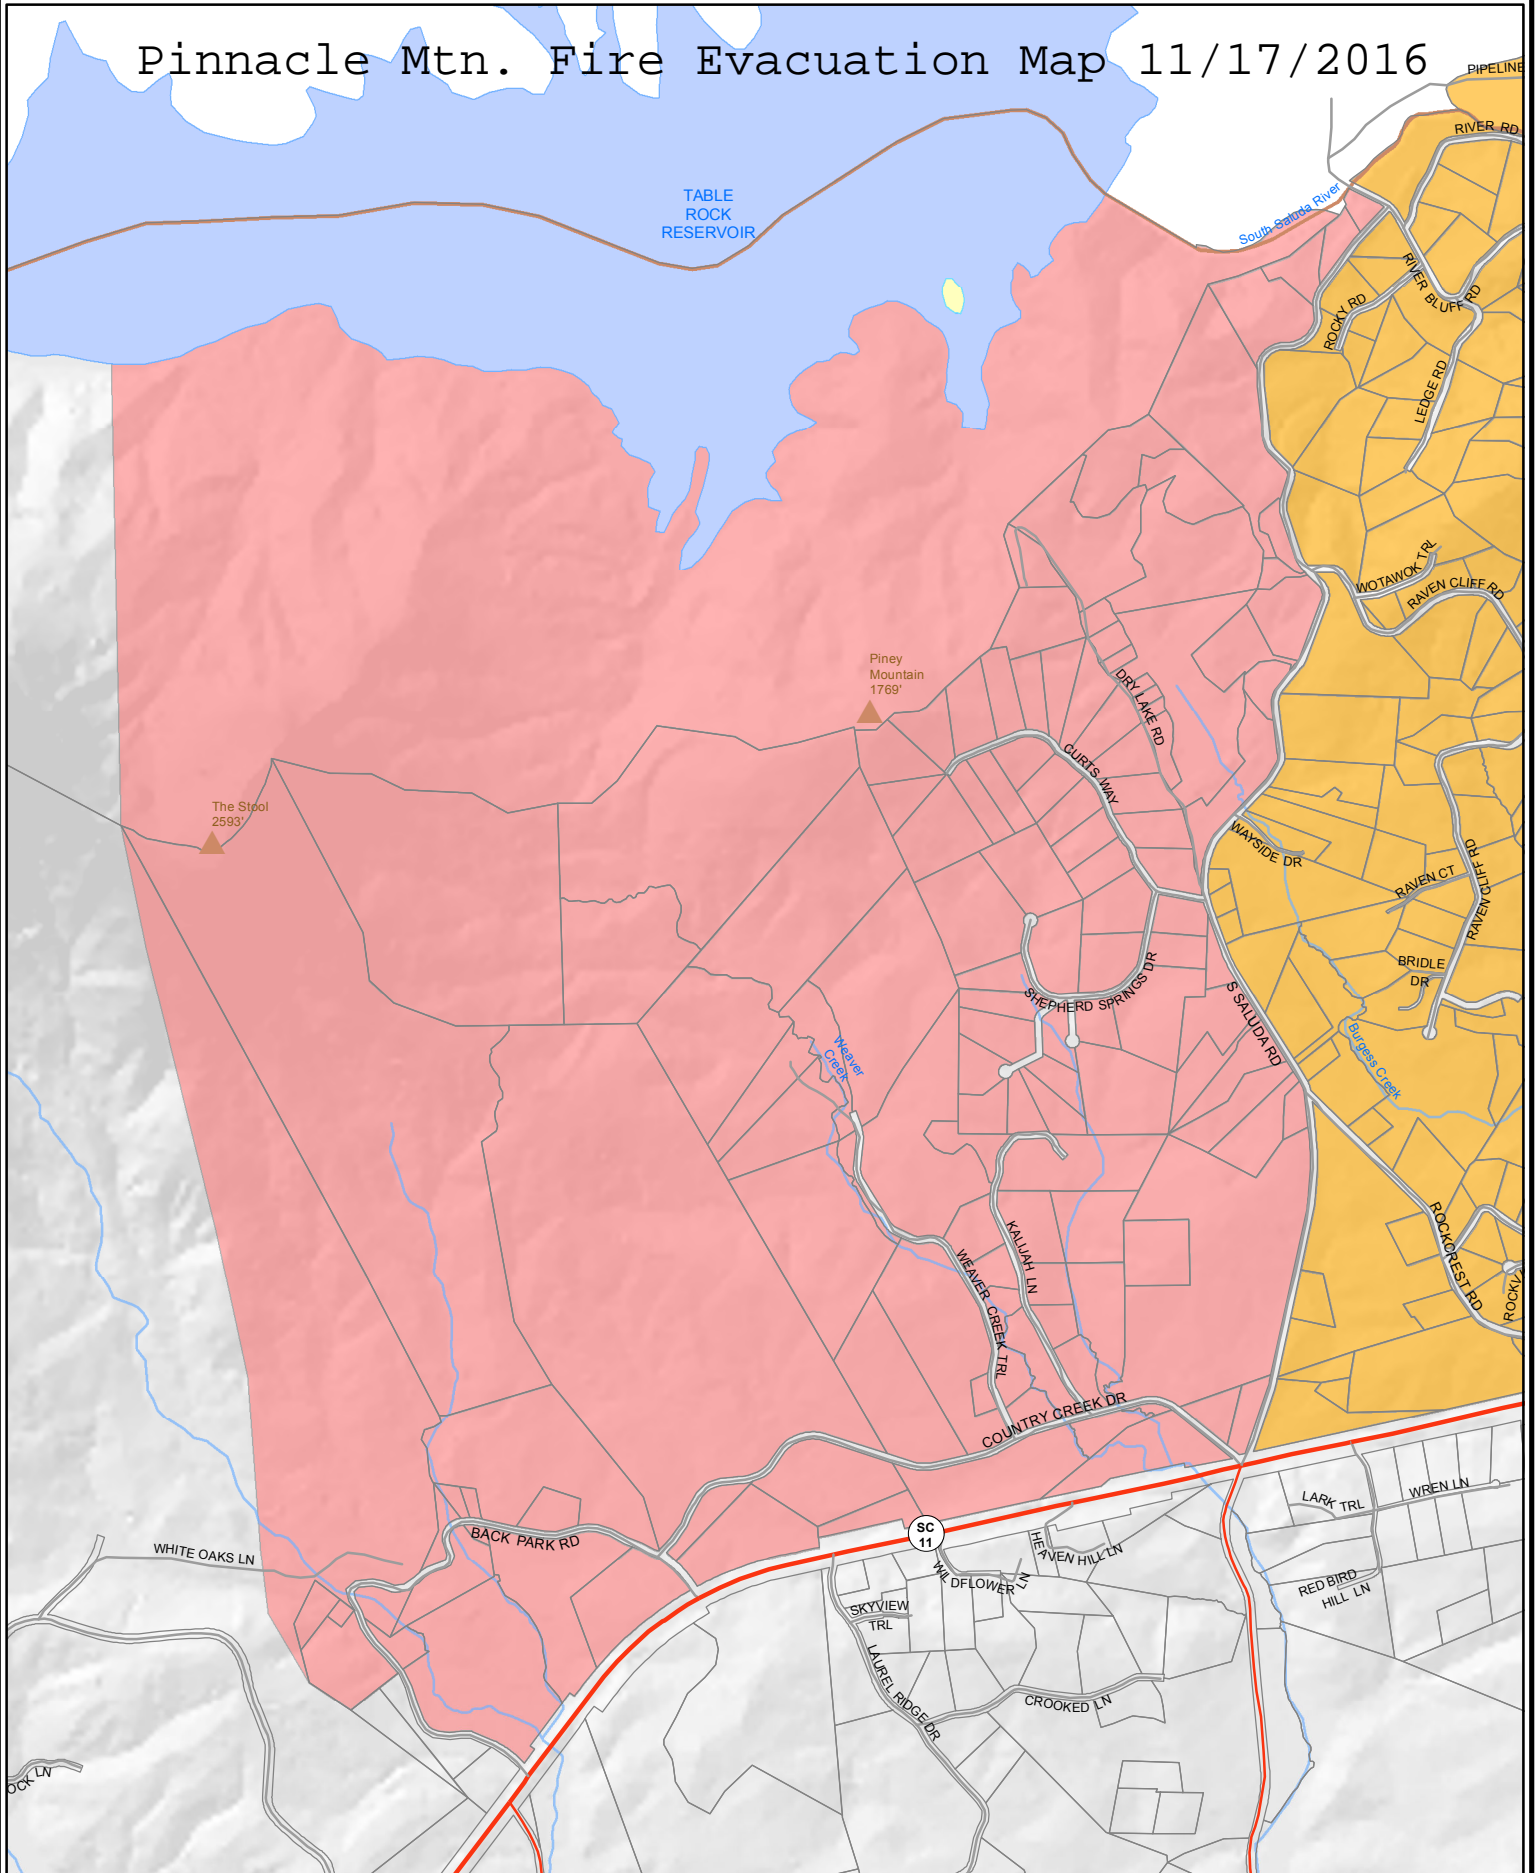 Pinnacle Mtn. Fire Evacuation Map 11/17/2016
PIPELINE
RIVER RD
TABLE
ROCK
RESERVOIR
South Saluda River
RIVER BLUFF RD
ROCKY RD
LEDGE RD
WOTAWOK TRL
RAVEN CLIFF RD
Piney
Mountain
1769'
DRY LAKE RD
CURTS WAY
The Stool
2593'
WAYSIDE DR
RAVEN CT
RAVEN CLIFF RD
BRIDLE
DR
SHEPHERD SPRINGS DR
S SALUDA RD
Weaver
Creek
Burgess Creek
ROCKCREST RD
KALIJAH LN
WEAVER CREEK TRL
COUNTRY CREEK DR
BACK PARK RD
WHITE OAKS LN
SC
11
LARK TRL
WREN LN
HEAVEN HILL LN
WILDFLOWER LN
RED BIRD
HILL LN
SKYVIEW
TRL
LAUREL RIDGE DR
CROOKED LN
OCK LN